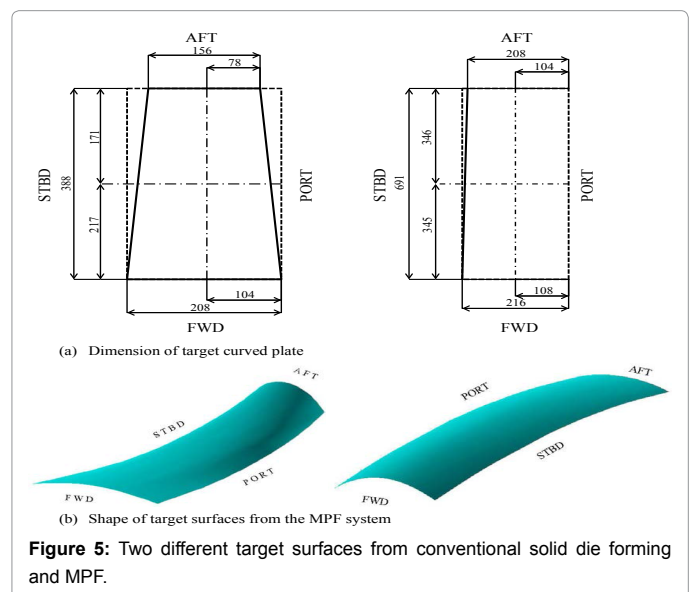 AFT
156
78
STBD
388
171
217
PORT
104
208
FWD
AFT
208
104
STBD
691
346
345
PORT
108
216
FWD
(a) Dimension of target curved plate
AFT
STBD
PORT
FWD
PORT
AFT
STBD
FWD
(b) Shape of target surfaces from the MPF system
Figure 5: Two different target surfaces from conventional solid die forming
and MPF.